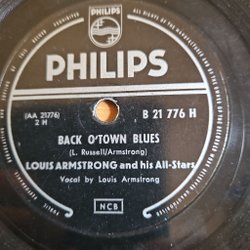 PHILIPS
PHILIPS
(AA 21776)
2 H
B 21 776 H
BACK O'TOWN BLUES
(L. Russell/Armstrong)
LOUIS ARMSTRONG and his All-Stars
Vocal by Louis Armstrong
NCB